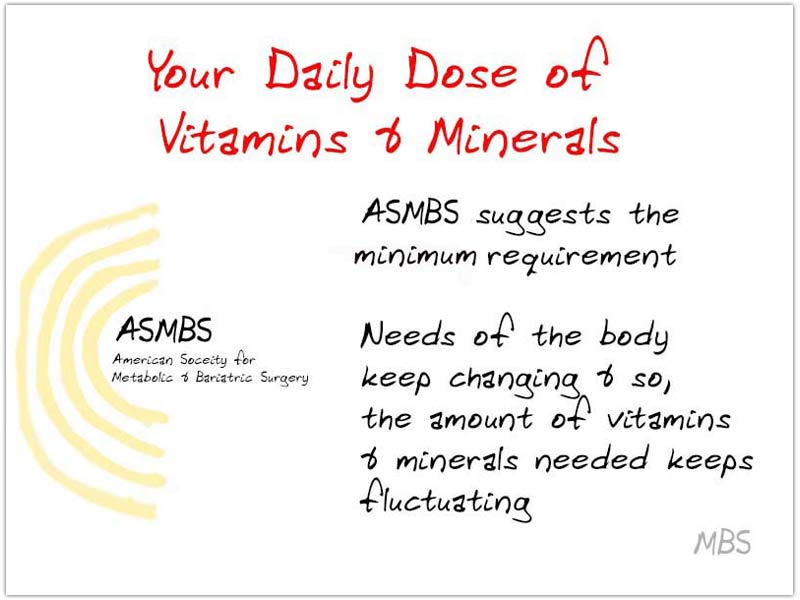 Your Daily Dose of
Vitamins & Minerals
ASMBS suggests the
minimum requirement
ASMBS
American Soceity for
Metabolic & Bariatric Surgery
Needs of the body
keep changing & so,
the amount of vitamins
& minerals needed keeps
fluctuating
MBS